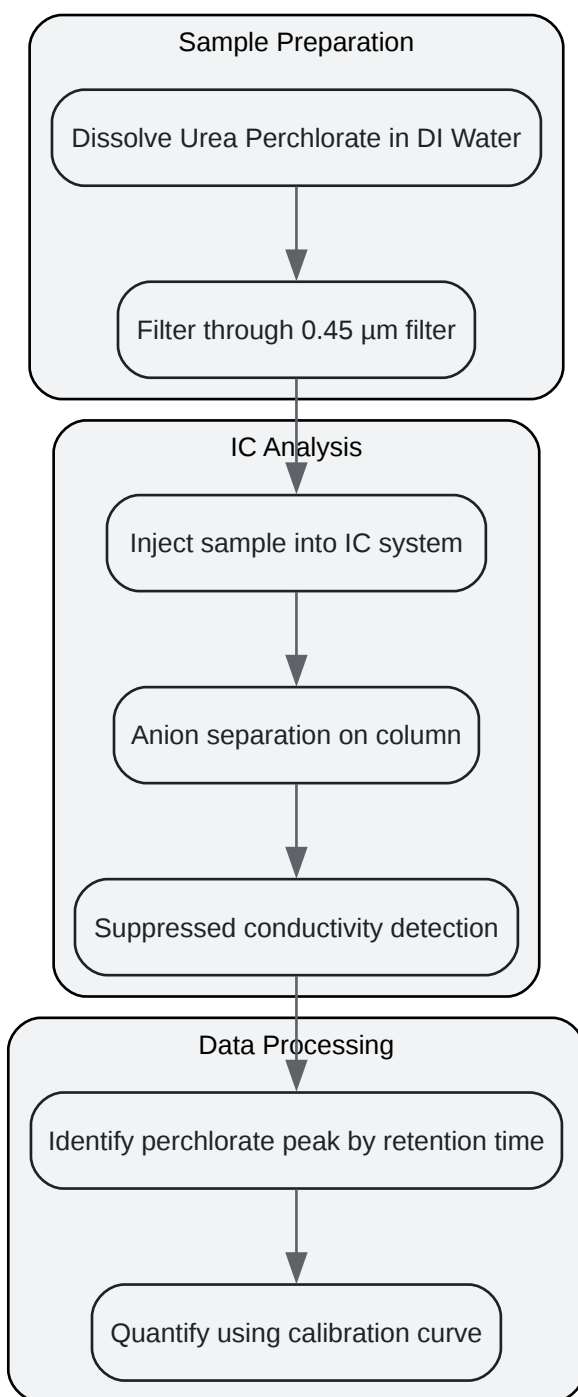 Sample Preparation
Dissolve Urea Perchlorate in DI Water
Filter through 0.45 µm filter
IC Analysis
Inject sample into IC system
Anion separation on column
Suppressed conductivity detection
Data Processing
Identify perchlorate peak by retention time
Quantify using calibration curve